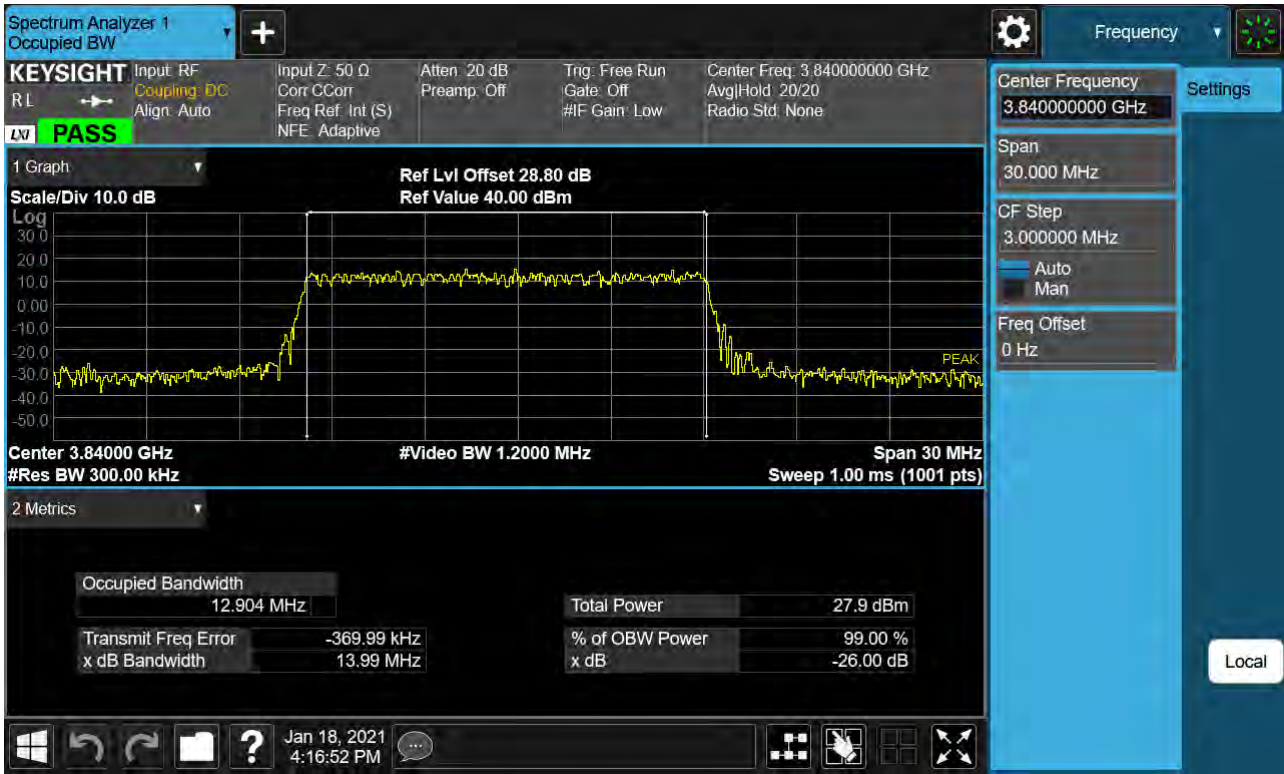 Spectrum Analyzer 1
Occupied BW
Frequency
KEYSIGHT
R L
LXI
PASS
Input: RF
Coupling: DC
Align: Auto
Input Z: 50 Ω
Corr CCorr
Freq Ref: Int (S)
NFE: Adaptive
Atten: 20 dB
Preamp: Off
Trig: Free Run
Gate: Off
#IF Gain: Low
Center Freq: 3.840000000 GHz
Avg|Hold: 20/20
Radio Std: None
1 Graph
Scale/Div 10.0 dB
Ref Lvl Offset 28.80 dB
Ref Value 40.00 dBm
Log
30.0
20.0
10.0
0.00
-10.0
-20.0
-30.0
-40.0
-50.0
PEAK
Center 3.84000 GHz
#Res BW 300.00 kHz
#Video BW 1.2000 MHz
Span 30 MHz
Sweep 1.00 ms (1001 pts)
2 Metrics
Occupied Bandwidth
12.904 MHz
Transmit Freq Error -369.99 kHz
x dB Bandwidth 13.99 MHz
Total Power 27.9 dBm
% of OBW Power 99.00 %
x dB -26.00 dB
Center Frequency
3.840000000 GHz
Span
30.000 MHz
CF Step
3.000000 MHz
Auto
Man
Freq Offset
0 Hz
Settings
Local
?
Jan 18, 2021
4:16:52 PM